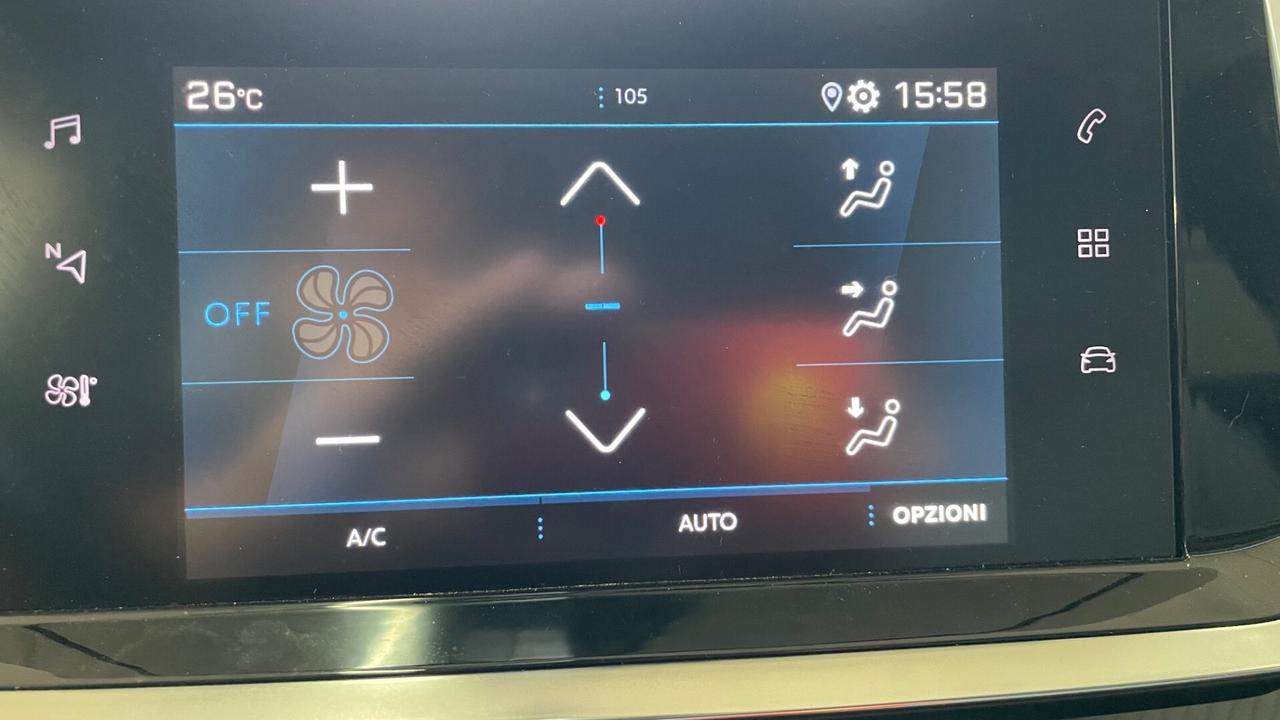 26°C
105
15:58
N
OFF
A/C
AUTO
OPZIONI